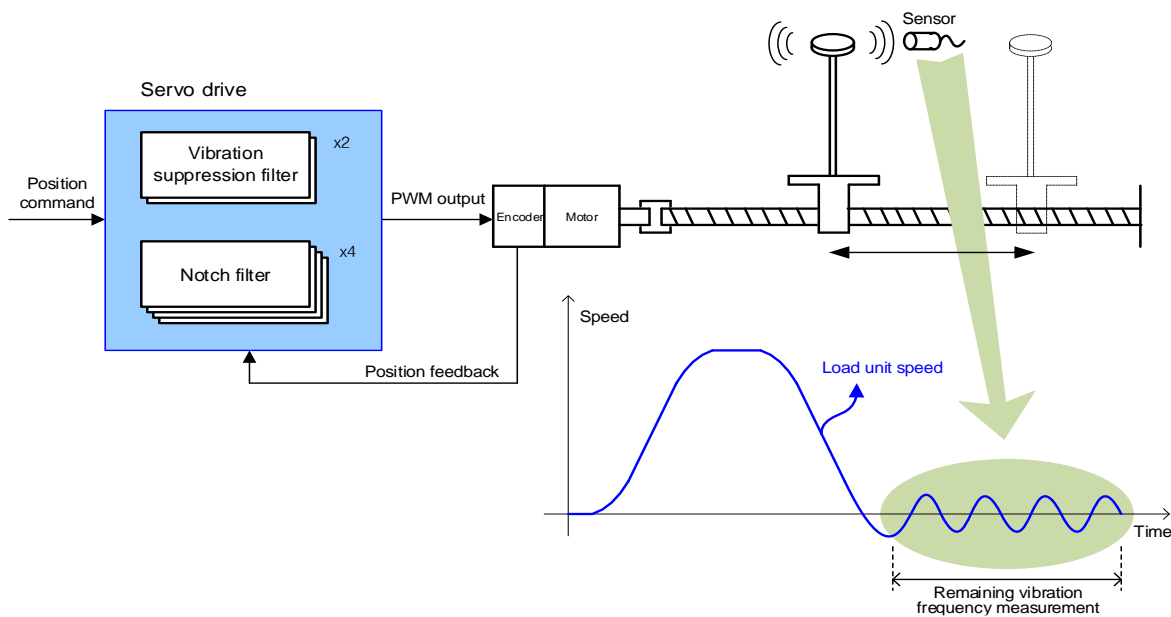 Sensor
Servo drive
Vibration
suppression filter
x2
Position
command
PWM output
Encoder
Motor
Notch filter
x4
Position feedback
Speed
Load unit speed
Time
Remaining vibration
frequency measurement